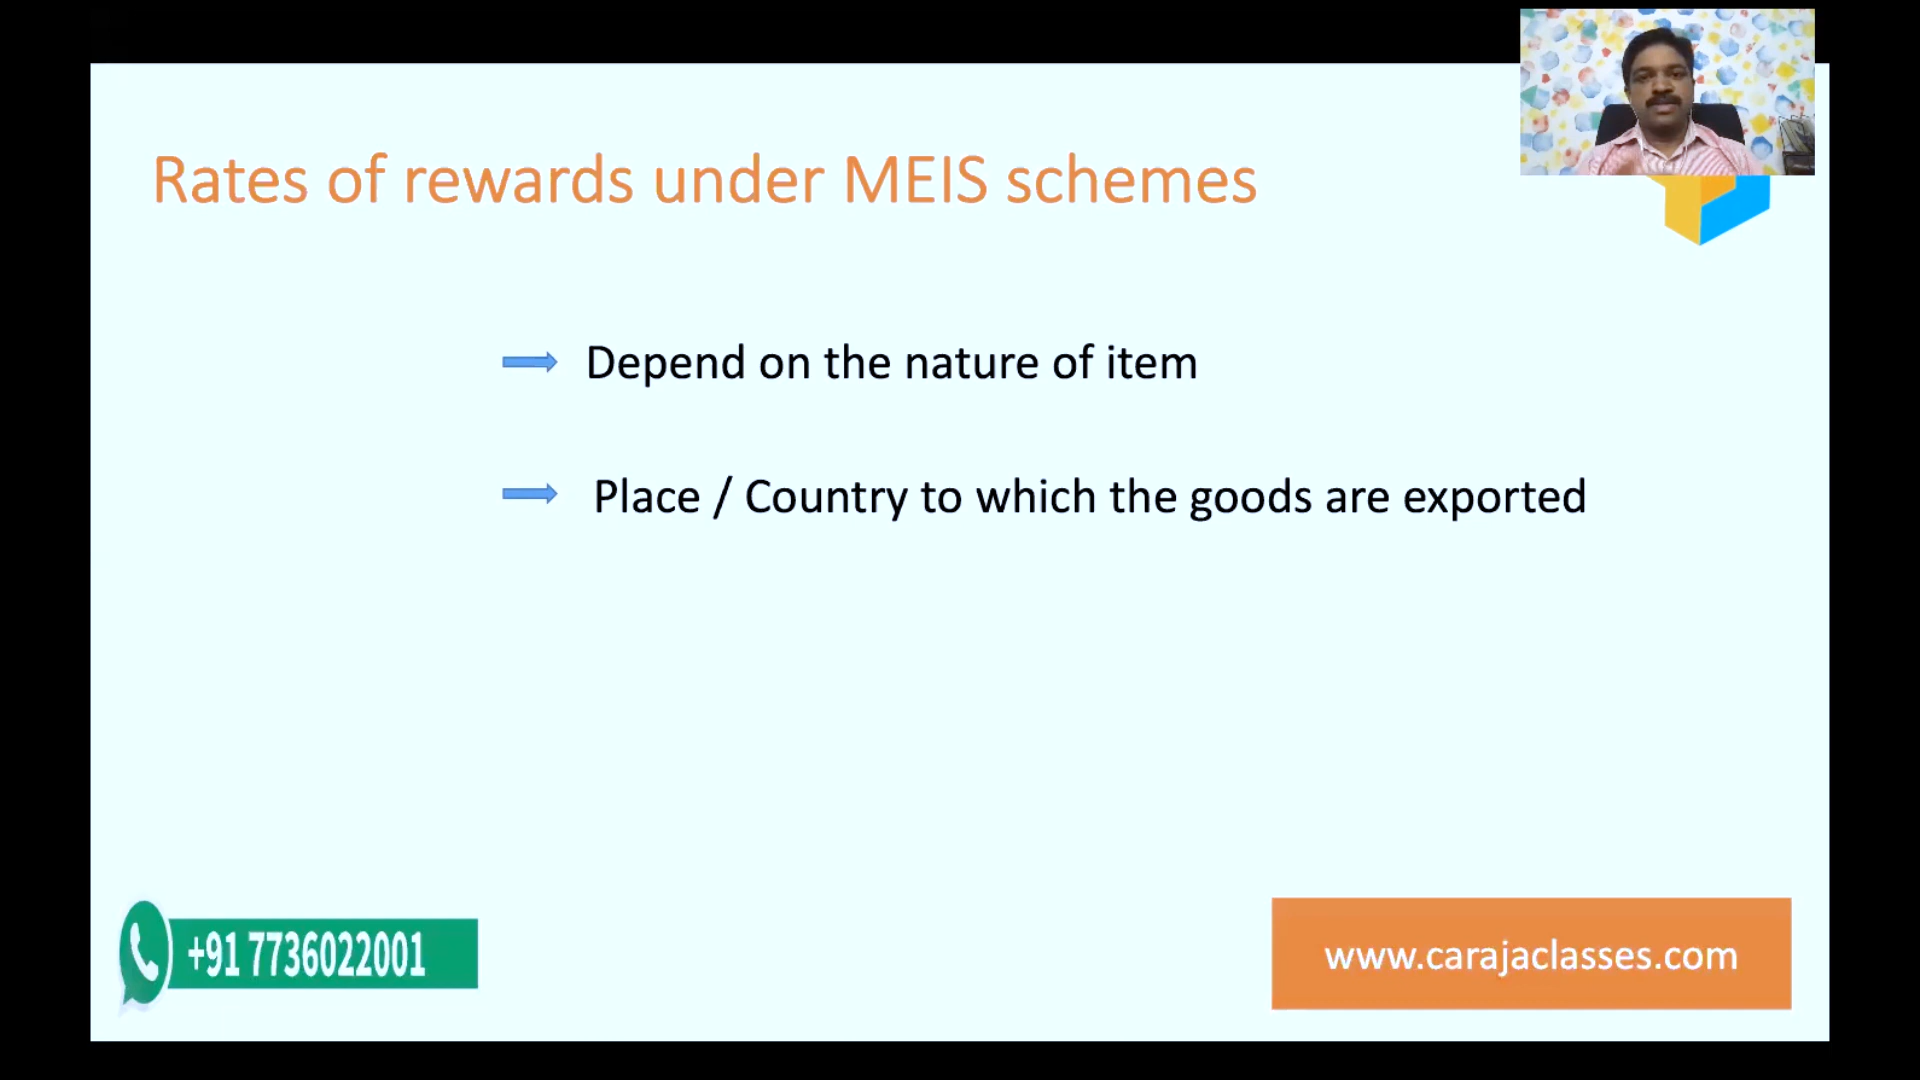 Rates of rewards under MEIS schemes
Depend on the nature of item
Place / Country to which the goods are exported
+91 7736022001
www.carajaclasses.com